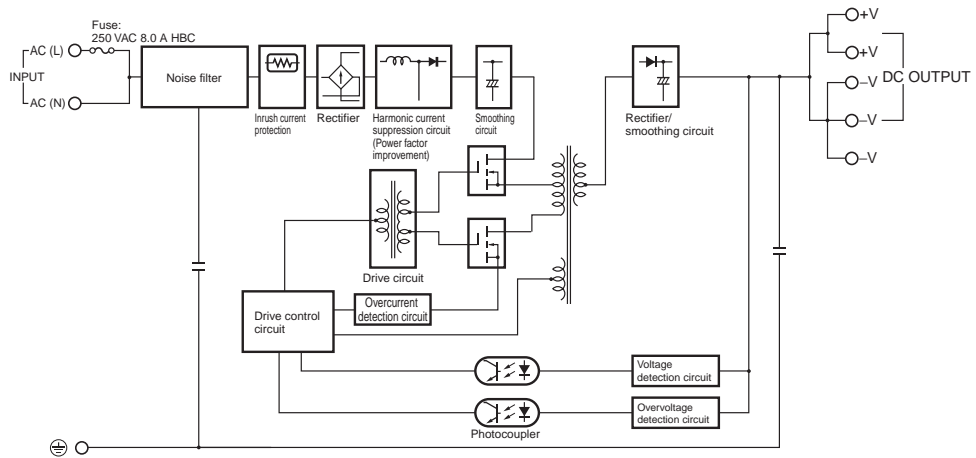 Fuse:
250 VAC 8.0 A HBC
AC (L)
INPUT
AC (N)
Noise filter
Inrush current
protection
Rectifier
Harmonic current
suppression circuit
(Power factor
improvement)
Smoothing
circuit
Rectifier/
smoothing circuit
+V
+V
–V
–V
–V
DC OUTPUT
Drive circuit
Drive control
circuit
Overcurrent
detection circuit
Voltage
detection circuit
Overvoltage
detection circuit
Photocoupler